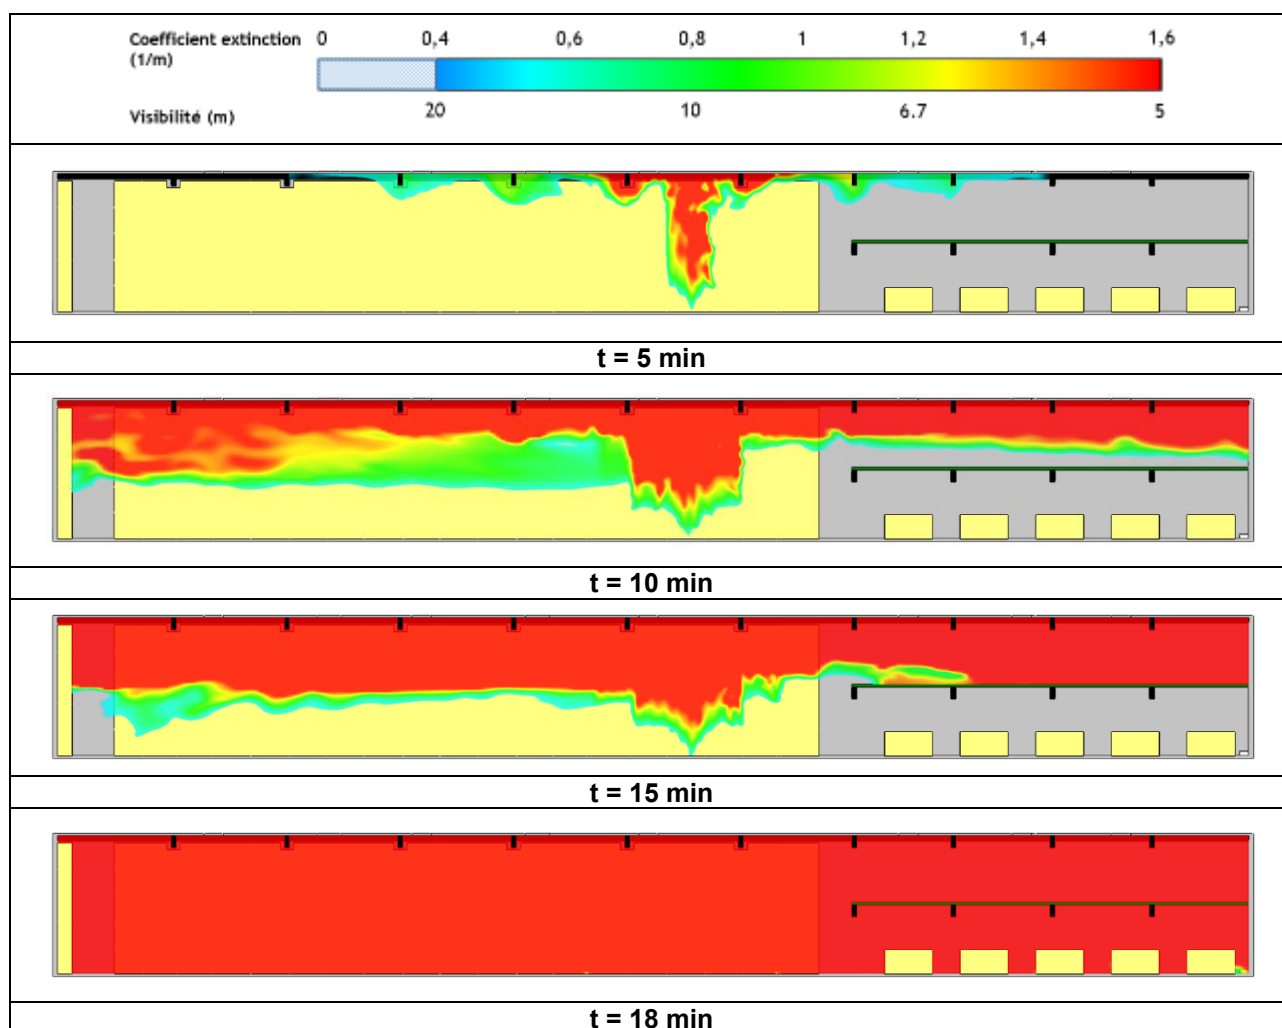 Coefficient extinction 0 0,4 0,6 0,8 1 1,2 1,4 1,6
(1/m)
Visibilité (m) 20 10 6.7 5
t = 5 min
t = 10 min
t = 15 min
t = 18 min